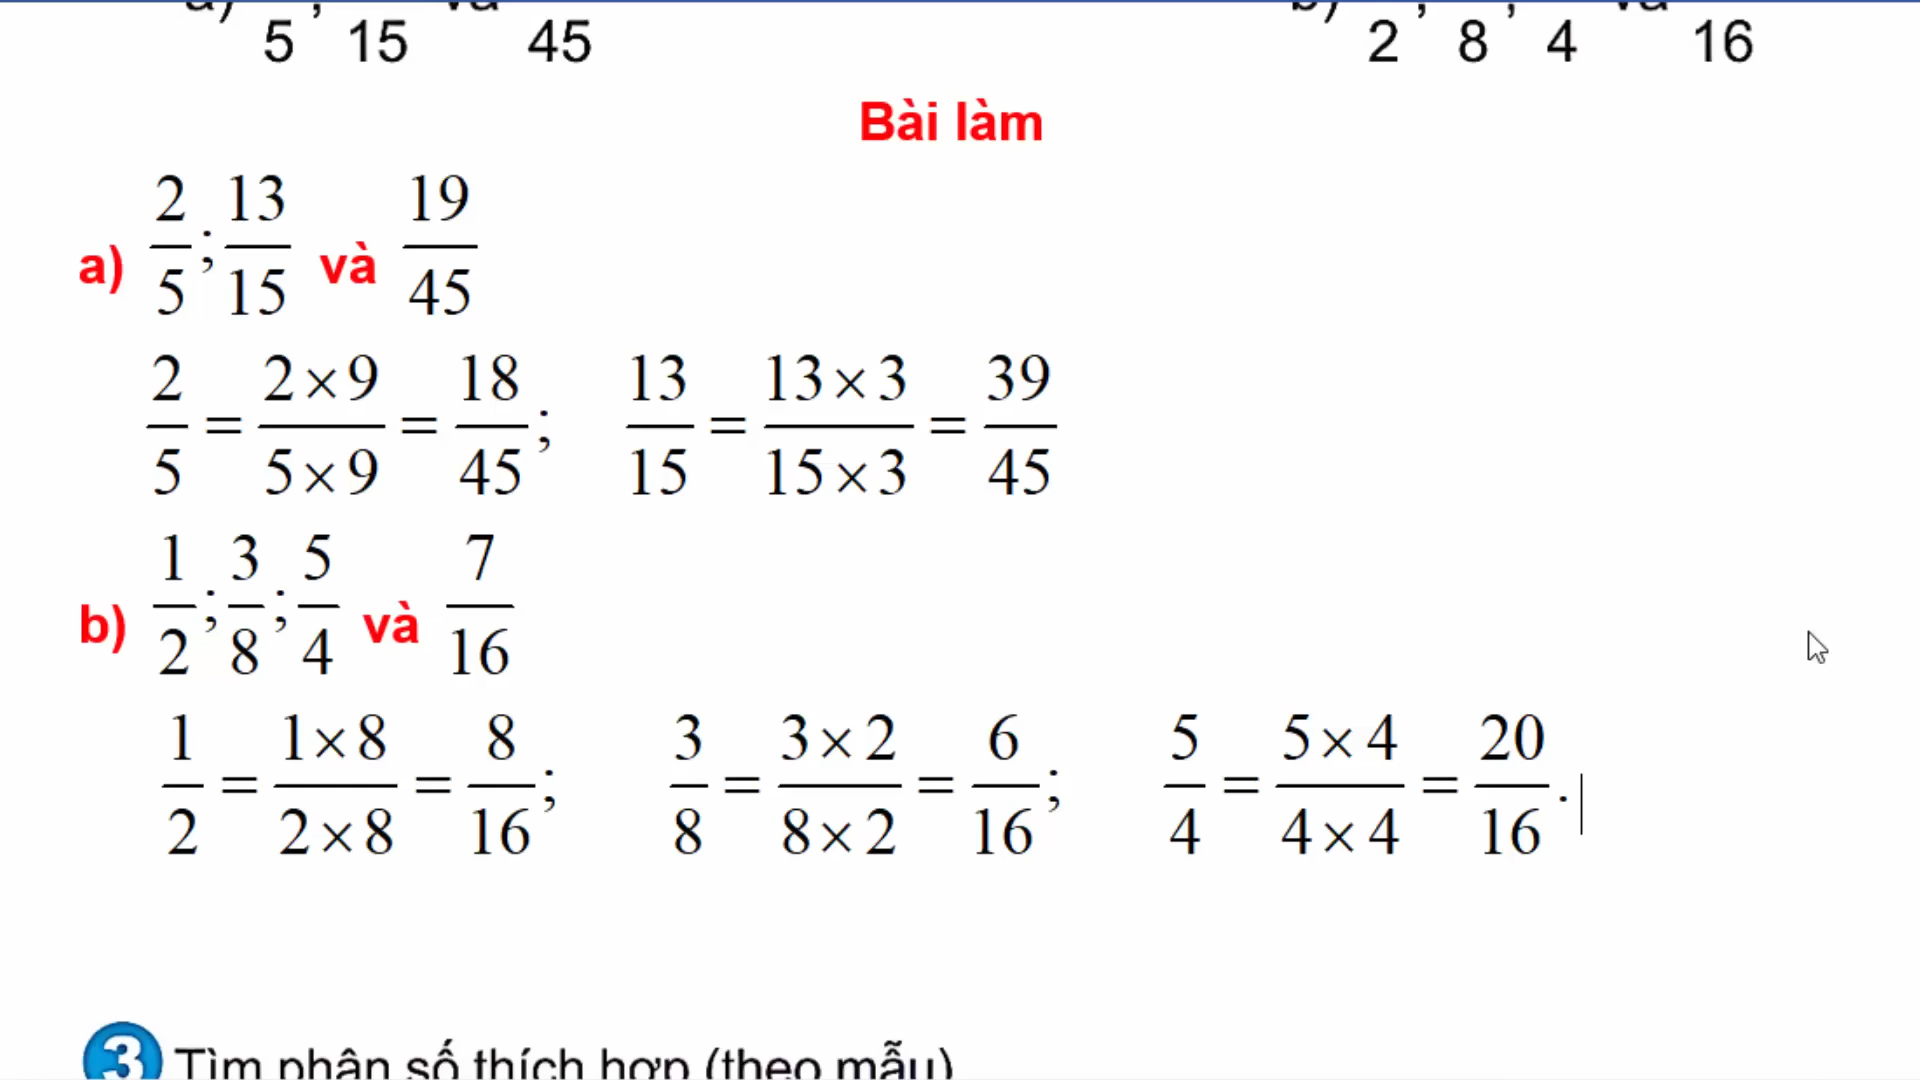 a) 5 ; 15 và 45 b) 2 ; 8 ; 4 và 16
Bài làm
a) 2/5 ; 13/15 và 19/45
2/5 = 2×9/5×9 = 18/45 ; 13/15 = 13×3/15×3 = 39/45
b) 1/2 ; 3/8 ; 5/4 và 7/16
1/2 = 1×8/2×8 = 8/16 ; 3/8 = 3×2/8×2 = 6/16 ; 5/4 = 5×4/4×4 = 20/16 .
3 Tìm phân số thích hợp (theo mẫu)